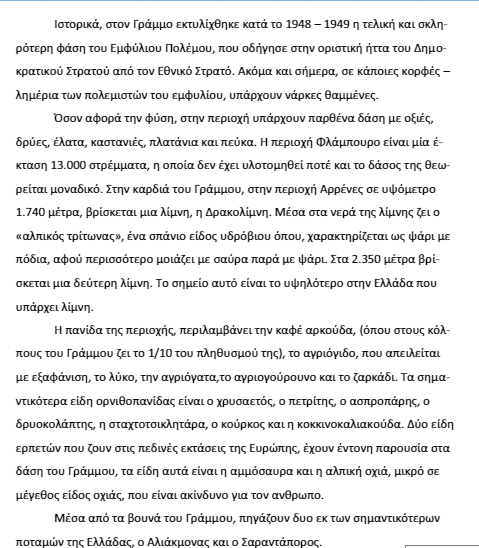 Ιστορικά, στον Γράμμο εκτυλίχθηκε κατά το 1948 – 1949 η τελική και σκλη-
ρότερη φάση του Εμφύλιου Πολέμου, που οδήγησε στην οριστική ήττα του Δημο-
κρατικού Στρατού από τον Εθνικό Στρατό. Ακόμα και σήμερα, σε κάποιες κορφές –
λημέρια των πολεμιστών του εμφυλίου, υπάρχουν νάρκες θαμμένες.
Όσον αφορά την φύση, στην περιοχή υπάρχουν παρθένα δάση με οξιές,
δρύες, έλατα, καστανιές, πλατάνια και πεύκα. Η περιοχή Φλάμπουρο είναι μία έ-
κταση 13.000 στρέμματα, η οποία δεν έχει υλοτομηθεί ποτέ και το δάσος της θεω-
ρείται μοναδικό. Στην καρδιά του Γράμμου, στην περιοχή Αρρένες σε υψόμετρο
1.740 μέτρα, βρίσκεται μια λίμνη, η Δρακολίμνη. Μέσα στα νερά της λίμνης ζει ο
«αλπικός τρίτωνας», ένα σπάνιο είδος υδρόβιου όπου, χαρακτηρίζεται ως ψάρι με
πόδια, αφού περισσότερο μοιάζει με σαύρα παρά με ψάρι. Στα 2.350 μέτρα βρί-
σκεται μια δεύτερη λίμνη. Το σημείο αυτό είναι το υψηλότερο στην Ελλάδα που
υπάρχει λίμνη.
Η πανίδα της περιοχής, περιλαμβάνει την καφέ αρκούδα, (όπου στους κόλ-
πους του Γράμμου ζει το 1/10 του πληθυσμού της), το αγριόγιδο, που απειλείται
με εξαφάνιση, το λύκο, την αγριόγατα,το αγριογούρουνο και το ζαρκάδι. Τα σημα-
ντικότερα είδη ορνιθοπανίδας είναι ο χρυσαετός, ο πετρίτης, ο ασπροπάρης, ο
δρυοκολάπτης, η σταχτοτσικλητάρα, ο κούρκος και η κοκκινοκαλιακούδα. Δύο είδη
ερπετών που ζουν στις πεδινές εκτάσεις της Ευρώπης, έχουν έντονη παρουσία στα
δάση του Γράμμου, τα είδη αυτά είναι η αμμόσαυρα και η αλπική οχιά, μικρό σε
μέγεθος είδος οχιάς, που είναι ακίνδυνο για τον ανθρωπο.
Μέσα από τα βουνά του Γράμμου, πηγάζουν δυο εκ των σημαντικότερων
ποταμών της Ελλάδας, ο Αλιάκμονας και ο Σαραντάπορος.